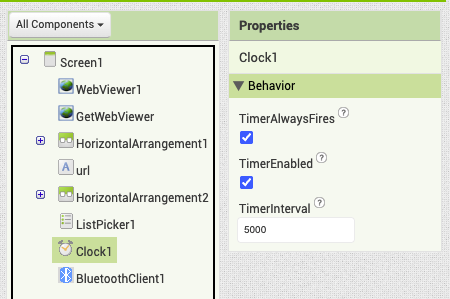 All Components
Screen1
WebViewer1
GetWebViewer
HorizontalArrangement1
A url
HorizontalArrangement2
ListPicker1
Clock1
BluetoothClient1
Properties
Clock1
Behavior
TimerAlwaysFires ?
TimerEnabled ?
TimerInterval ?
5000